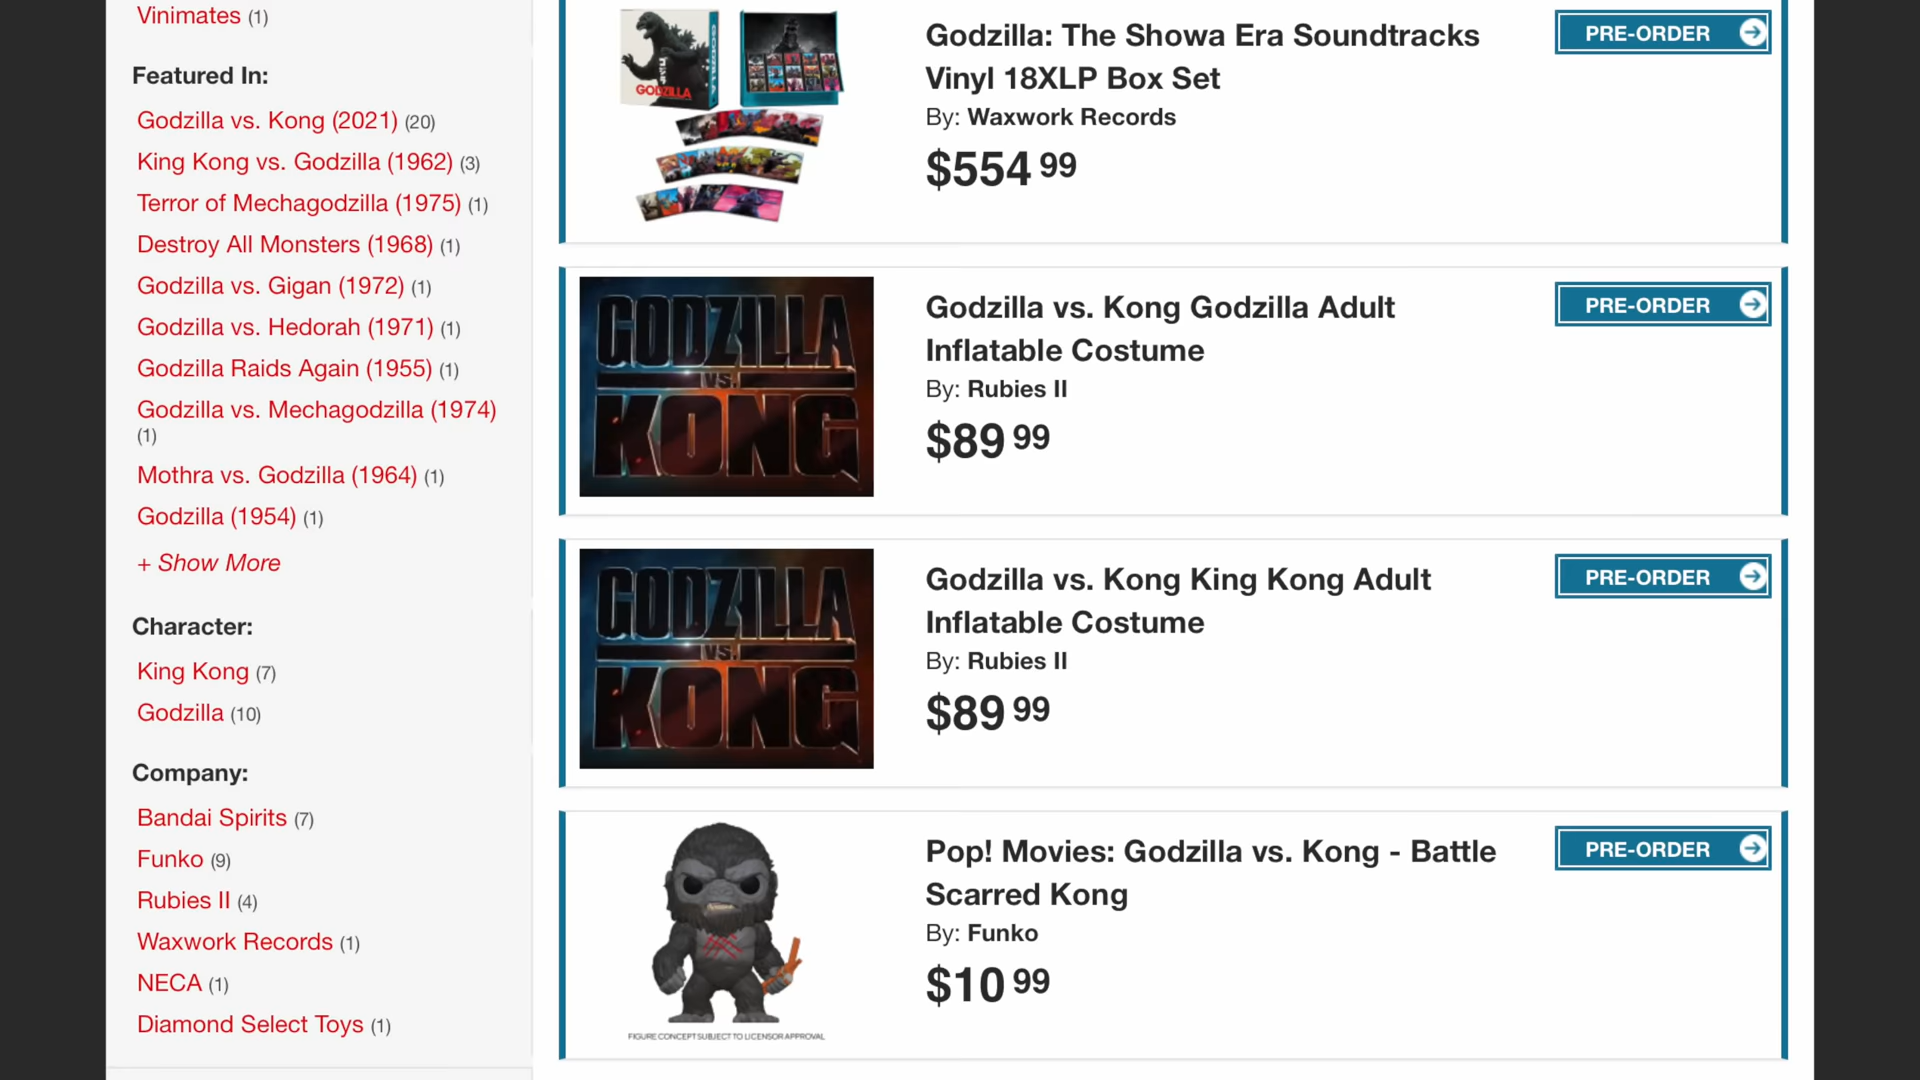 Vinimates (1)
Featured In:
Godzilla vs. Kong (2021) (20)
King Kong vs. Godzilla (1962) (3)
Terror of Mechagodzilla (1975) (1)
Destroy All Monsters (1968) (1)
Godzilla vs. Gigan (1972) (1)
Godzilla vs. Hedorah (1971) (1)
Godzilla Raids Again (1955) (1)
Godzilla vs. Mechagodzilla (1974)
(1)
Mothra vs. Godzilla (1964) (1)
Godzilla (1954) (1)
+ Show More
Character:
King Kong (7)
Godzilla (10)
Company:
Bandai Spirits (7)
Funko (9)
Rubies II (4)
Waxwork Records (1)
NECA (1)
Diamond Select Toys (1)
GODZILLA
GODZILLA
Godzilla: The Showa Era Soundtracks
Vinyl 18XLP Box Set
By: Waxwork Records
$554 99
PRE-ORDER
GODZILLA
VS.
KONG
Godzilla vs. Kong Godzilla Adult
Inflatable Costume
By: Rubies II
$89 99
PRE-ORDER
GODZILLA
VS.
KONG
Godzilla vs. Kong King Kong Adult
Inflatable Costume
By: Rubies II
$89 99
PRE-ORDER
FIGURE CONCEPT SUBJECT TO LICENSOR APPROVAL
Pop! Movies: Godzilla vs. Kong - Battle
Scarred Kong
By: Funko
$10 99
PRE-ORDER